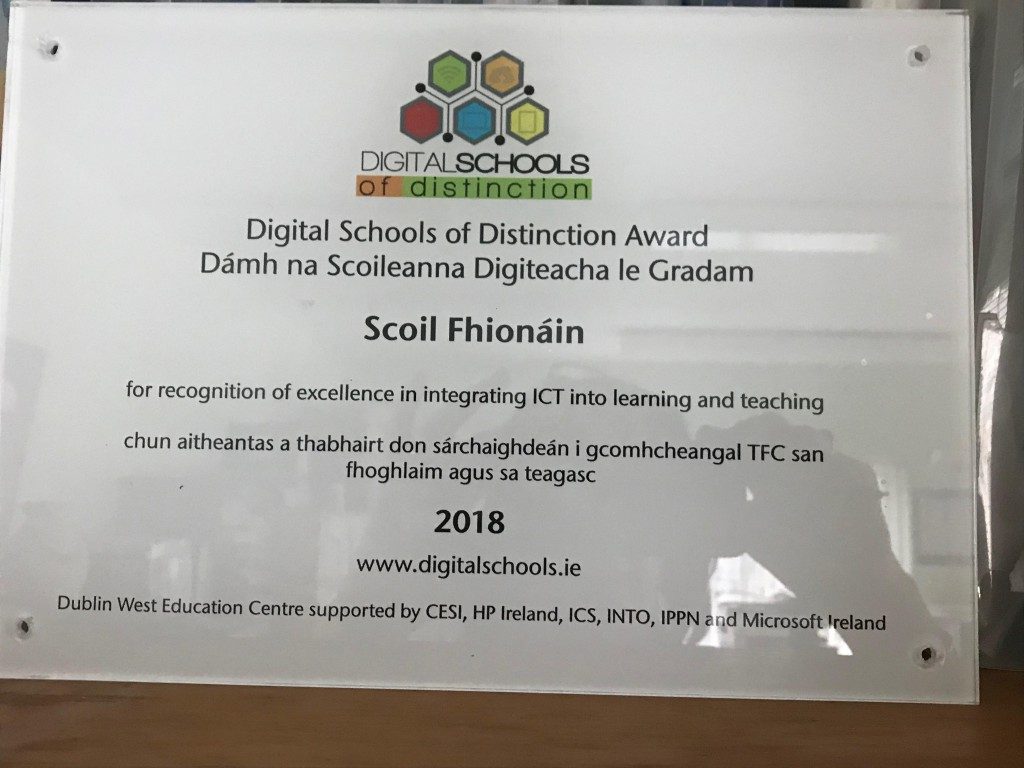 DIGITALSCHOOLS
of distinction
Digital Schools of Distinction Award
Dámh na Scoileanna Digiteacha le Gradam
Scoil Fhionáin
for recognition of excellence in integrating ICT into learning and teaching
chun aitheantas a thabhairt don sárchaighdeán i gcomhcheangal TFC san
fhoghlaim agus sa teagasc
2018
www.digitalschools.ie
Dublin West Education Centre supported by CESI, HP Ireland, ICS, INTO, IPPN and Microsoft Ireland